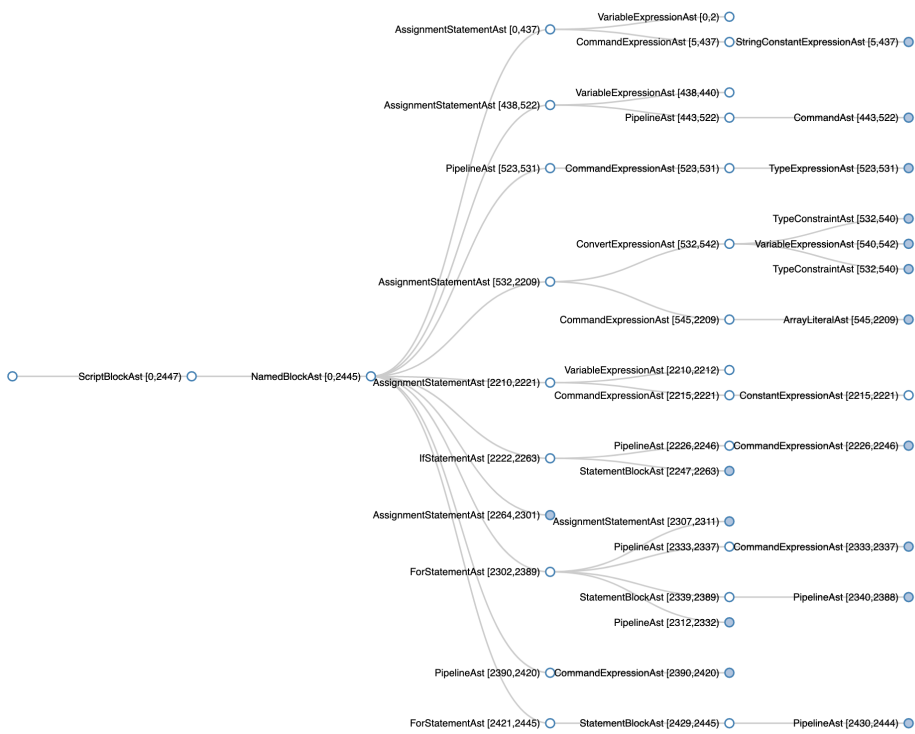 VariableExpressionAst [0,2)
AssignmentStatementAst [0,437)
CommandExpressionAst [5,437)
StringConstantExpressionAst [5,437)
VariableExpressionAst [438,440)
AssignmentStatementAst [438,522)
PipelineAst [443,522)
CommandAst [443,522)
PipelineAst [523,531)
CommandExpressionAst [523,531)
TypeExpressionAst [523,531)
TypeConstraintAst [532,540)
ConvertExpressionAst [532,542)
VariableExpressionAst [540,542)
TypeConstraintAst [532,540)
AssignmentStatementAst [532,2209)
CommandExpressionAst [545,2209)
ArrayLiteralAst [545,2209)
VariableExpressionAst [2210,2212)
ScriptBlockAst [0,2447)
NamedBlockAst [0,2445)
AssignmentStatementAst [2210,2221)
CommandExpressionAst [2215,2221)
ConstantExpressionAst [2215,2221)
PipelineAst [2226,2246)
CommandExpressionAst [2226,2246)
IfStatementAst [2222,2263)
StatementBlockAst [2247,2263)
AssignmentStatementAst [2264,2301)
AssignmentStatementAst [2307,2311)
PipelineAst [2333,2337)
CommandExpressionAst [2333,2337)
ForStatementAst [2302,2389)
StatementBlockAst [2339,2389)
PipelineAst [2340,2388)
PipelineAst [2312,2332)
PipelineAst [2390,2420)
CommandExpressionAst [2390,2420)
ForStatementAst [2421,2445)
StatementBlockAst [2429,2445)
PipelineAst [2430,2444)